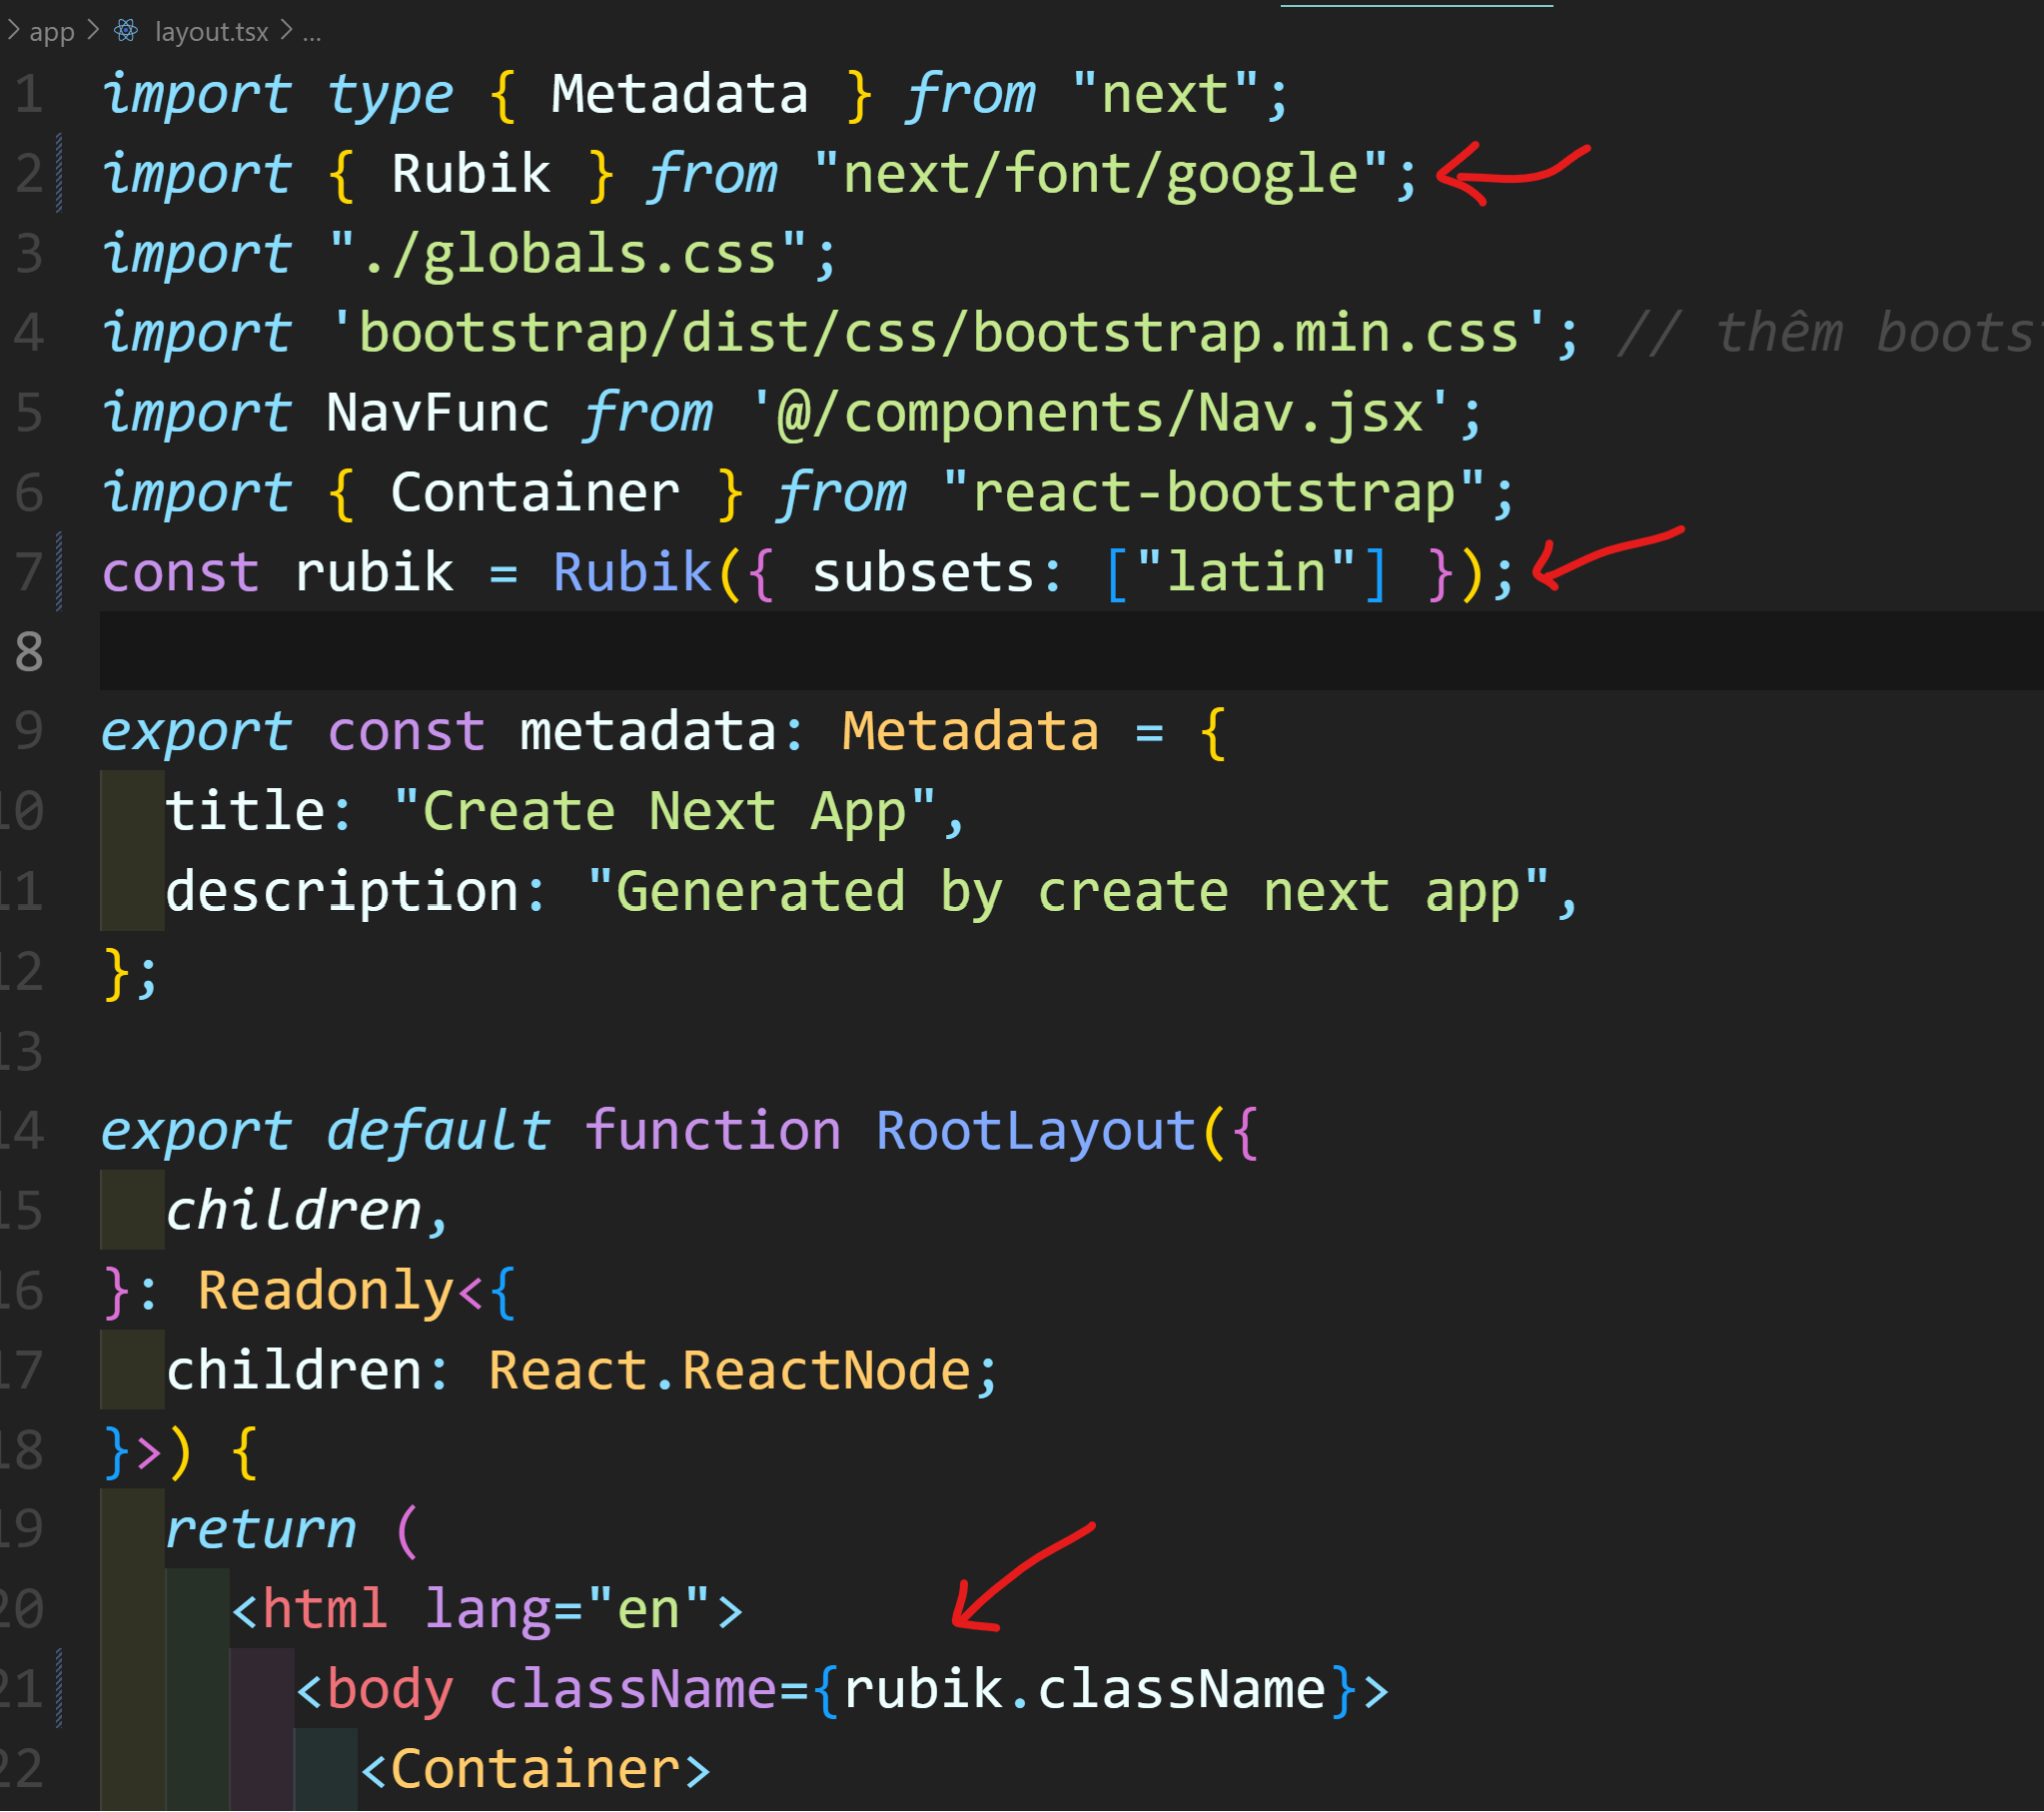 app layout.tsx ...
1 import type { Metadata } from "next";
2 import { Rubik } from "next/font/google";
3 import "./globals.css";
4 import 'bootstrap/dist/css/bootstrap.min.css'; // thêm boots
5 import NavFunc from '@/components/Nav.jsx';
6 import { Container } from "react-bootstrap";
7 const rubik = Rubik({ subsets: ["latin"] });
8
9 export const metadata: Metadata = {
10 title: "Create Next App",
11 description: "Generated by create next app",
12 };
13
14 export default function RootLayout({
15 children,
16 }: Readonly<{
17 children: React.ReactNode;
18 }>) {
19 return (
20 <html lang="en">
21 <body className={rubik.className}>
22 <Container>